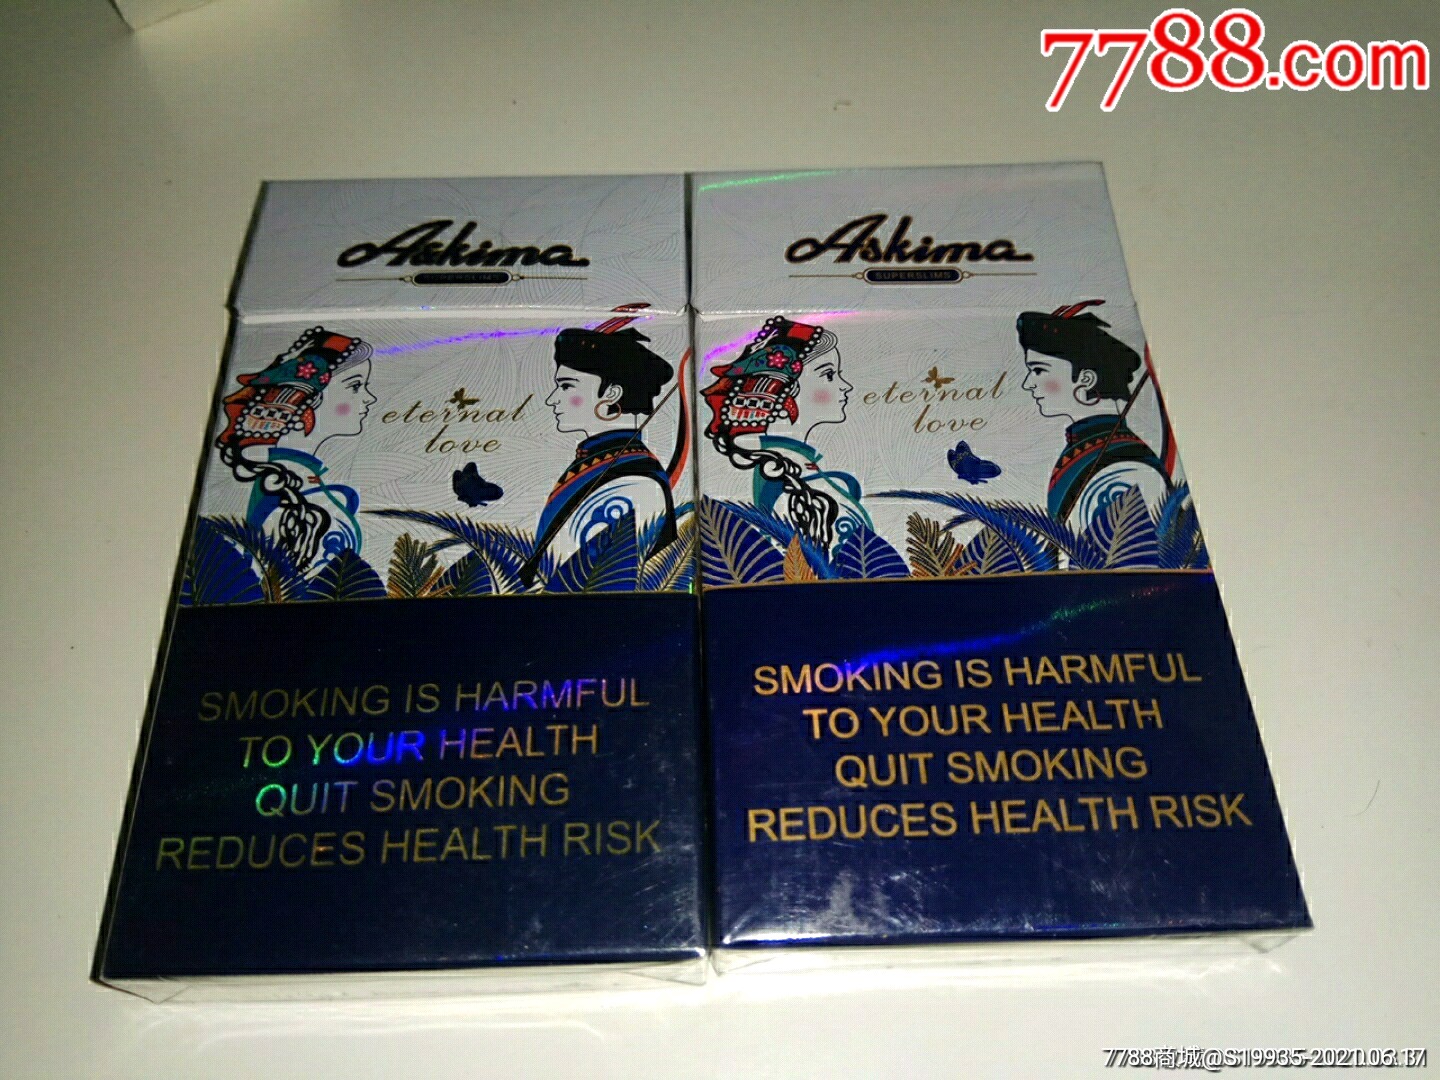 7788.com
Askima
SUPERSLIMS
eternal
love
SMOKING IS HARMFUL
TO YOUR HEALTH
QUIT SMOKING
REDUCES HEALTH RISK
Askima
SUPERSLIMS
eternal
love
SMOKING IS HARMFUL
TO YOUR HEALTH
QUIT SMOKING
REDUCES HEALTH RISK
7788商城@S19935-2021.06.17